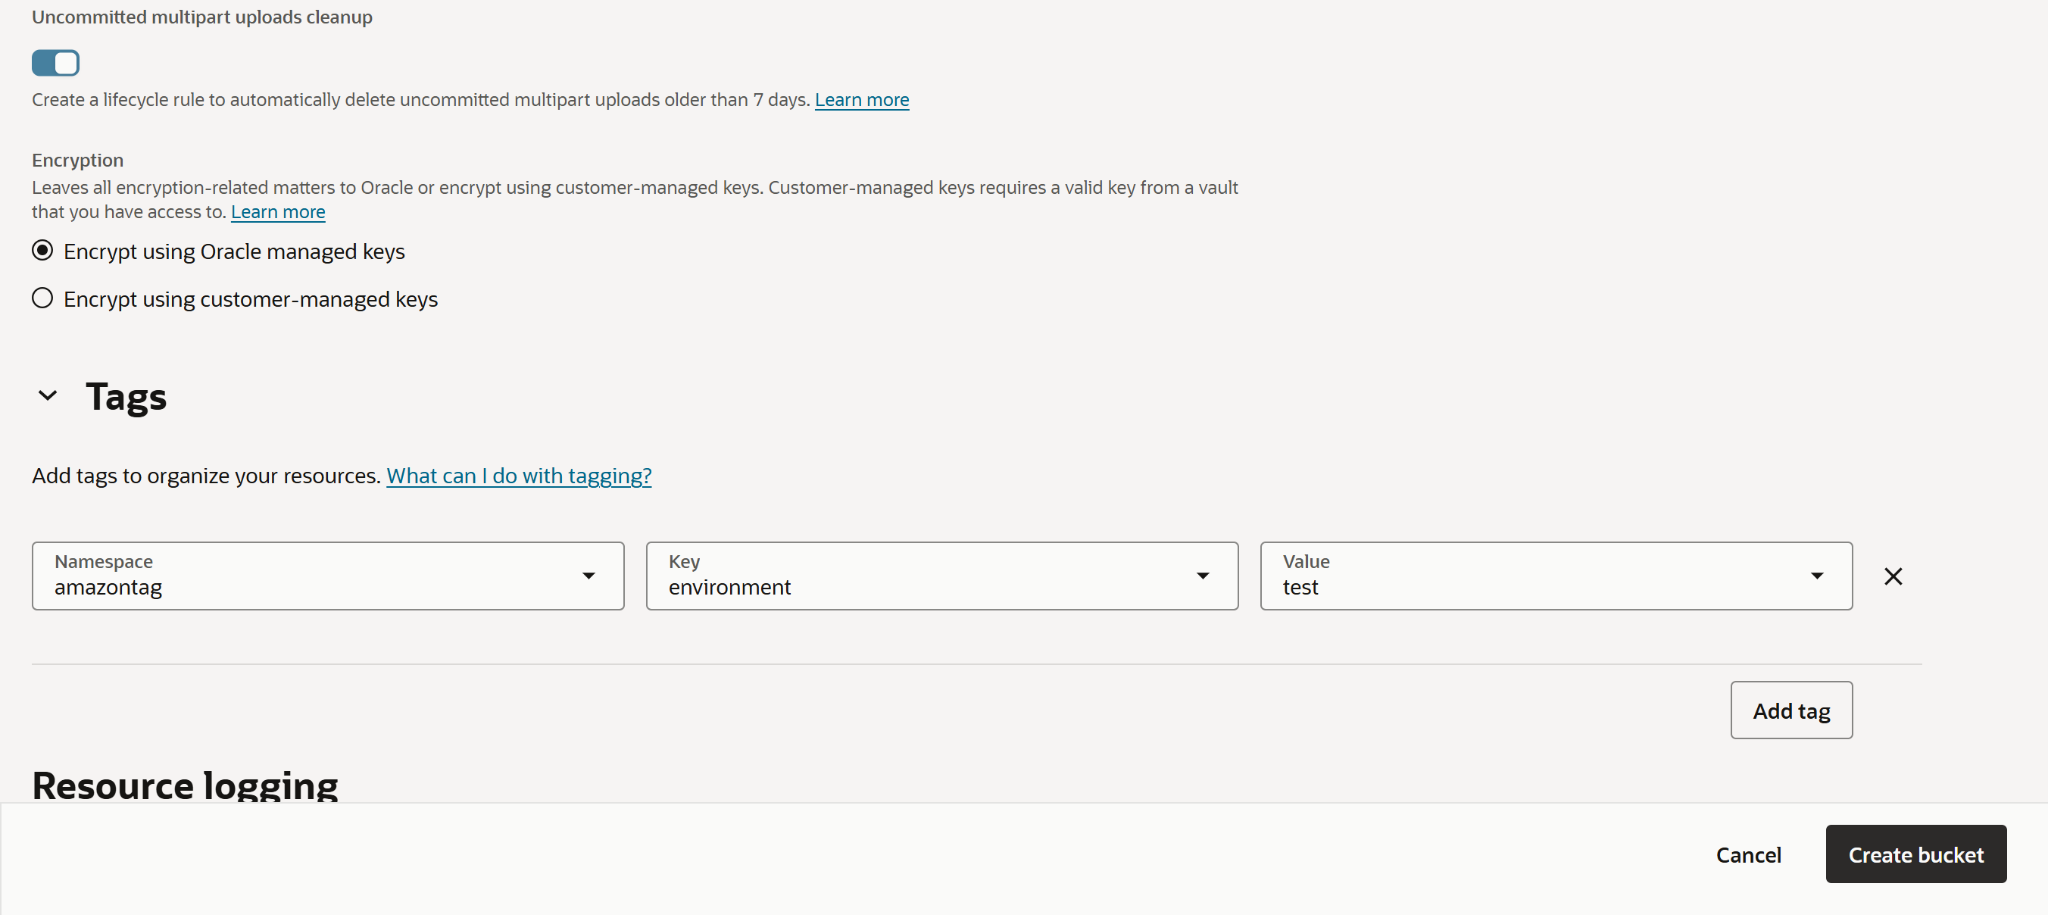 Uncommitted multipart uploads cleanup
Create a lifecycle rule to automatically delete uncommitted multipart uploads older than 7 days. Learn more
Encryption
Leaves all encryption-related matters to Oracle or encrypt using customer-managed keys. Customer-managed keys requires a valid key from a vault
that you have access to. Learn more
Encrypt using Oracle managed keys
Encrypt using customer-managed keys
Tags
Add tags to organize your resources. What can I do with tagging?
Namespace
amazontag
Key
environment
Value
test
Add tag
Resource logging
Cancel
Create bucket